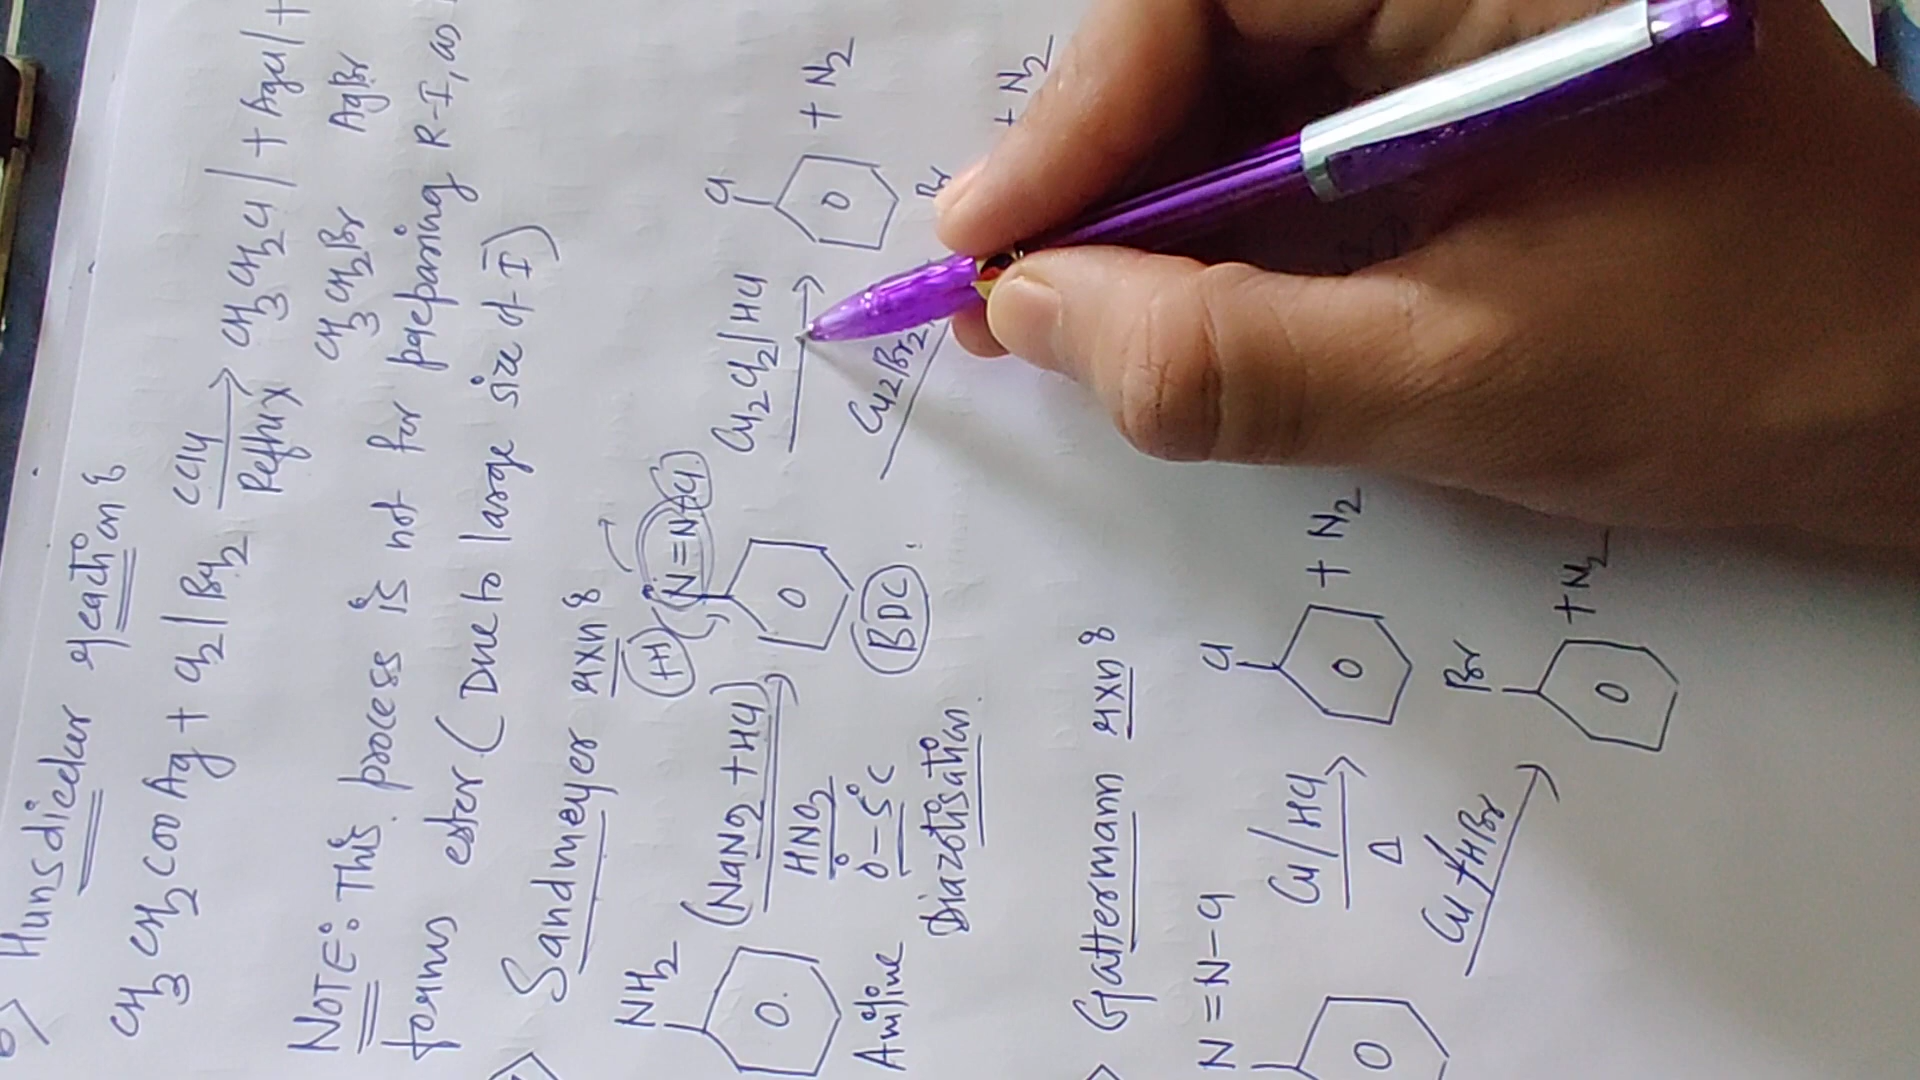 6) Hunsdicker reaction :
CH3CH2COOAg + Cl2/Br2 CCl4 Reflux → CH3CH2Cl / + AgCl / +
CH3CH2Br AgBr
NOTE: This process is not for preparing R-I, as
forms ester (Due to large size of I)
Sandmeyer rxn :
NH2 (NaNO2 + HCl) → N=N-Cl Cu2Cl2/HCl → Cl + N2
HNO2
0-5°C
Aniline Diazotisation. BDC Cu2Br2 Br + N2
(+H)
Gattermann rxn :
N=N-Cl Cu/HCl Δ → Cl + N2
Cu/HBr → Br + N2